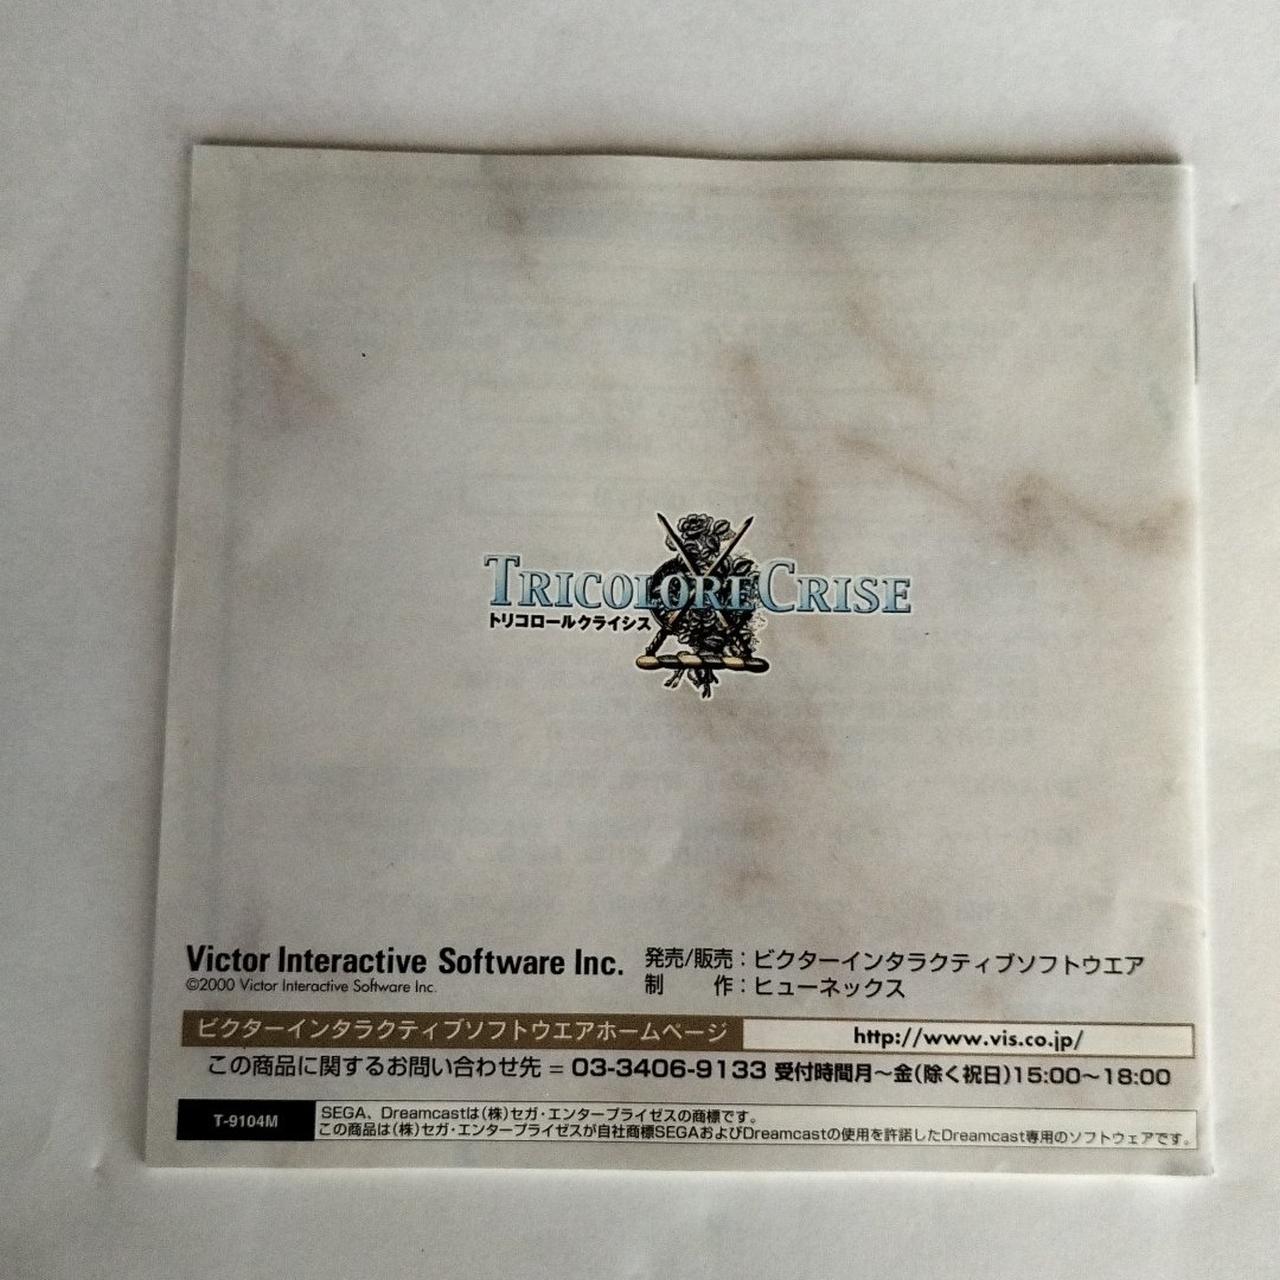 TRICOLORE CRISE
トリコロールクライシス
Victor Interactive Software Inc.
©2000 Victor Interactive Software Inc.
発売/販売：ビクターインタラクティブソフトウエア
制　　作：ヒューネックス
ビクターインタラクティブソフトウエアホームページ
http://www.vis.co.jp/
この商品に関するお問い合わせ先 = 03-3406-9133 受付時間月～金(除く祝日)15:00～18:00
T-9104M
SEGA、Dreamcastは(株)セガ・エンタープライゼスの商標です。
この商品は(株)セガ・エンタープライゼスが自社商標SEGAおよびDreamcastの使用を許諾したDreamcast専用のソフトウェアです。